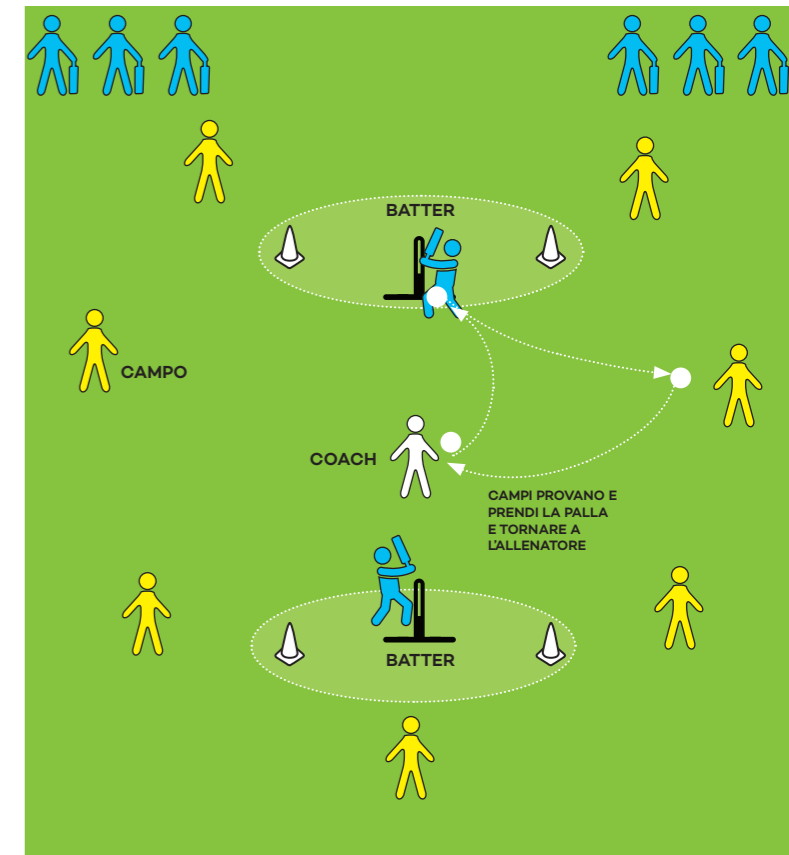 BATTER
CAMPO
COACH
CAMPI PROVANO E
PRENDI LA PALLA
E TORNARE A
L'ALLENATORE
BATTER